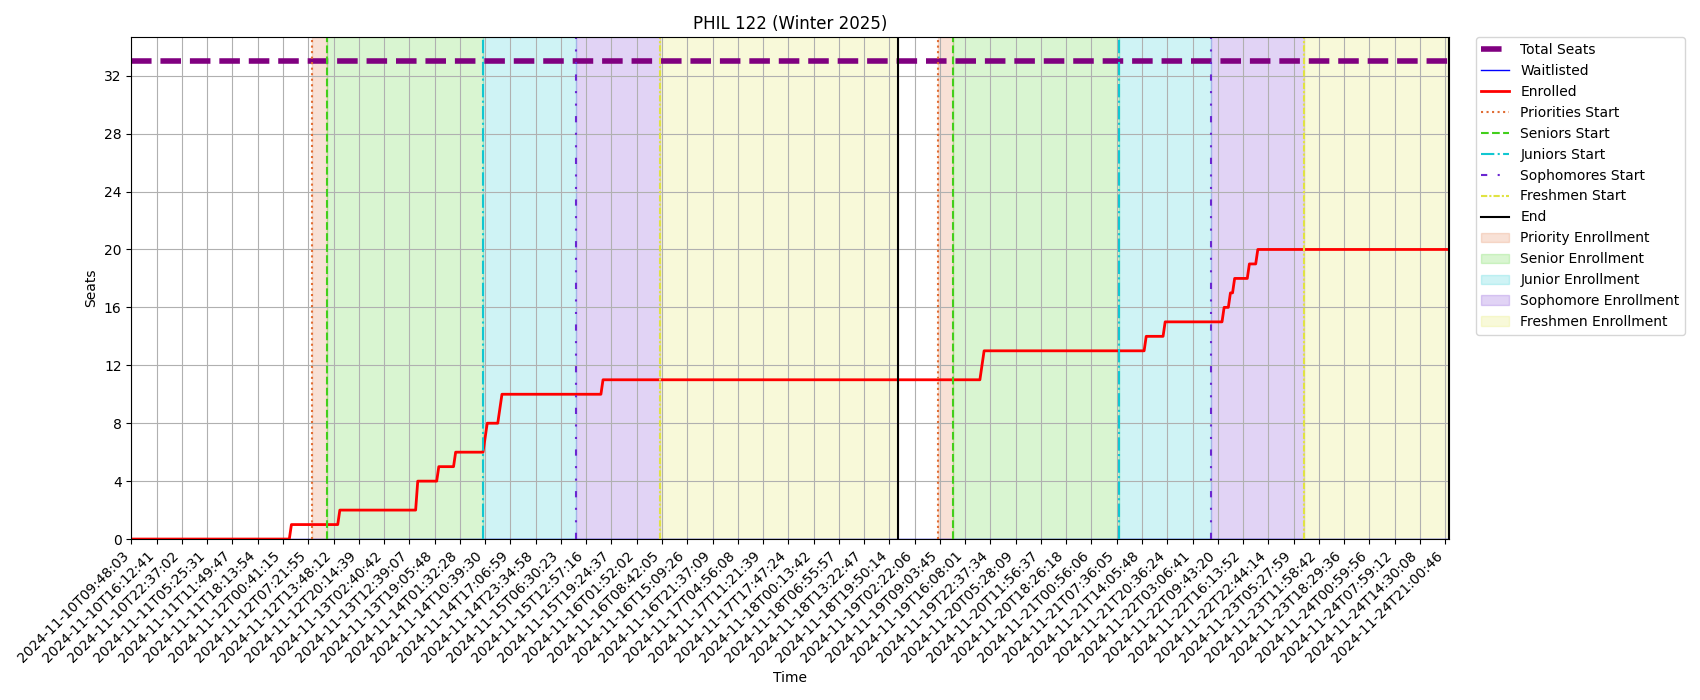 PHIL 122 (Winter 2025)
Seats
32
28
24
20
16
12
8
4
0
2024-11-10T09:48:03
2024-11-10T16:12:41
2024-11-10T22:37:02
2024-11-11T05:25:31
2024-11-11T11:49:47
2024-11-11T18:13:54
2024-11-12T00:41:15
2024-11-12T07:21:55
2024-11-12T13:48:12
2024-11-12T20:14:39
2024-11-13T02:40:42
2024-11-13T12:39:07
2024-11-13T19:05:48
2024-11-14T01:32:28
2024-11-14T10:39:30
2024-11-14T17:06:59
2024-11-14T23:34:58
2024-11-15T06:30:23
2024-11-15T12:57:16
2024-11-15T19:24:37
2024-11-16T01:52:02
2024-11-16T08:42:05
2024-11-16T15:09:26
2024-11-16T21:37:09
2024-11-17T04:56:08
2024-11-17T11:21:39
2024-11-17T17:47:24
2024-11-18T00:13:42
2024-11-18T06:55:57
2024-11-18T13:22:47
2024-11-18T19:50:14
2024-11-19T02:22:06
2024-11-19T09:03:45
2024-11-19T16:08:01
2024-11-19T22:37:34
2024-11-20T05:28:09
2024-11-20T11:56:37
2024-11-20T18:26:18
2024-11-21T00:56:06
2024-11-21T07:36:05
2024-11-21T14:05:48
2024-11-21T20:36:24
2024-11-22T03:06:41
2024-11-22T09:43:20
2024-11-22T16:13:52
2024-11-22T22:44:14
2024-11-23T05:27:59
2024-11-23T11:58:42
2024-11-23T18:29:36
2024-11-24T00:59:56
2024-11-24T07:59:12
2024-11-24T14:30:08
2024-11-24T21:00:46
Time
Total Seats
Waitlisted
Enrolled
Priorities Start
Seniors Start
Juniors Start
Sophomores Start
Freshmen Start
End
Priority Enrollment
Senior Enrollment
Junior Enrollment
Sophomore Enrollment
Freshmen Enrollment